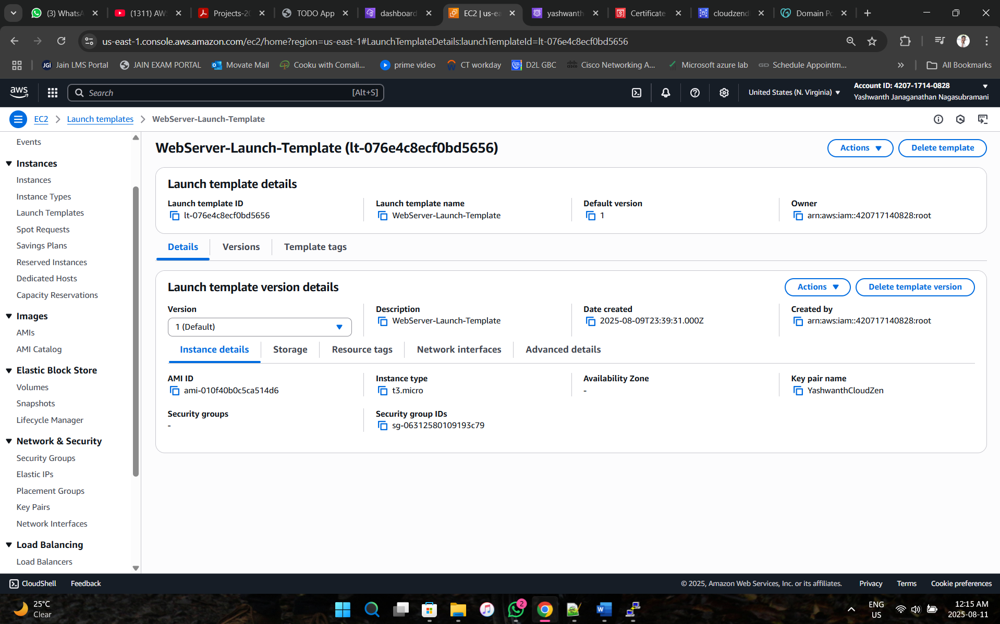 (3) WhatsA
(1311) AW
Projects-20
TODO App
dashboard
EC2 | us-ea
yashwanth
Certificate
cloudzend
Domain Po
us-east-1.console.aws.amazon.com/ec2/home?region=us-east-1#LaunchTemplateDetails:launchTemplateId=lt-076e4c8ecf0bd5656
JGi Jain LMS Portal
JAIN EXAM PORTAL
Movate Mail
Cooku with Comali...
prime video
CT workday
D2L GBC
Cisco Networking A...
Microsoft azure lab
GD Schedule Appointm...
All Bookmarks
aws
Search
[Alt+S]
United States (N. Virginia)
Account ID: 4207-1714-0828
Yashwanth Janaganathan Nagasubramani
EC2
Launch templates
WebServer-Launch-Template
Events
Instances
Instances
Instance Types
Launch Templates
Spot Requests
Savings Plans
Reserved Instances
Dedicated Hosts
Capacity Reservations
Images
AMIs
AMI Catalog
Elastic Block Store
Volumes
Snapshots
Lifecycle Manager
Network & Security
Security Groups
Elastic IPs
Placement Groups
Key Pairs
Network Interfaces
Load Balancing
Load Balancers
WebServer-Launch-Template (lt-076e4c8ecf0bd5656)
Actions
Delete template
Launch template details
Launch template ID
lt-076e4c8ecf0bd5656
Launch template name
WebServer-Launch-Template
Default version
1
Owner
arn:aws:iam::420717140828:root
Details
Versions
Template tags
Launch template version details
Actions
Delete template version
Version
1 (Default)
Description
WebServer-Launch-Template
Date created
2025-08-09T23:39:31.000Z
Created by
arn:aws:iam::420717140828:root
Instance details
Storage
Resource tags
Network interfaces
Advanced details
AMI ID
ami-010f40b0c5ca514d6
Instance type
t3.micro
Availability Zone
-
Key pair name
YashwanthCloudZen
Security groups
-
Security group IDs
sg-06312580109193c79
CloudShell
Feedback
© 2025, Amazon Web Services, Inc. or its affiliates.
Privacy
Terms
Cookie preferences
25°C
Clear
2
ENG
US
12:15 AM
2025-08-11